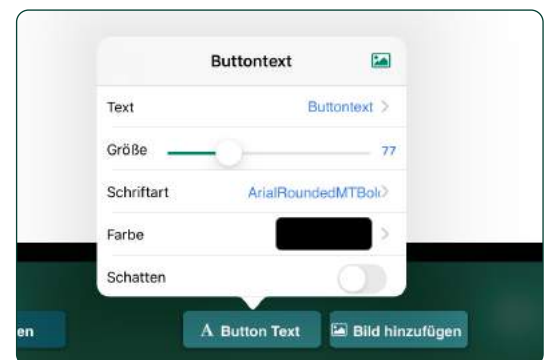 Buttontext
Text Buttontext >
Größe 77
Schriftart ArialRoundedMTBol >
Farbe >
Schatten
en A Button Text Bild hinzufügen